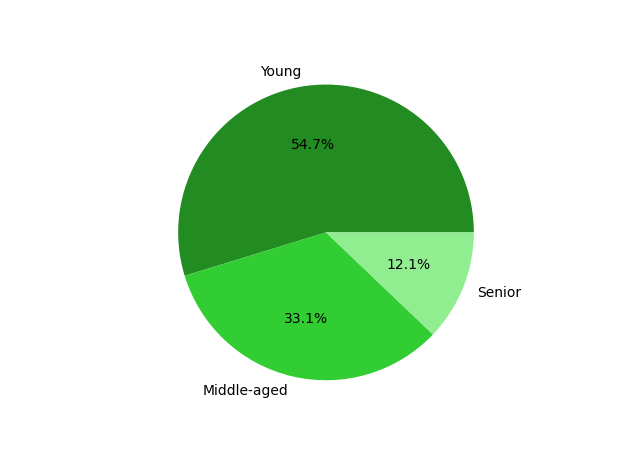 Young
54.7%
12.1%
Senior
33.1%
Middle-aged